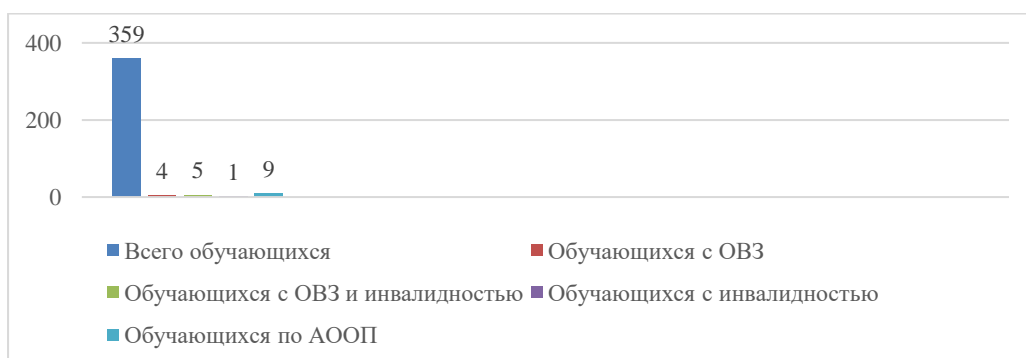 359
400
200
4 5 1 9
0
Всего обучающихся Обучающихся с ОВЗ
Обучающихся с ОВЗ и инвалидностью Обучающихся с инвалидностью
Обучающихся по АООП